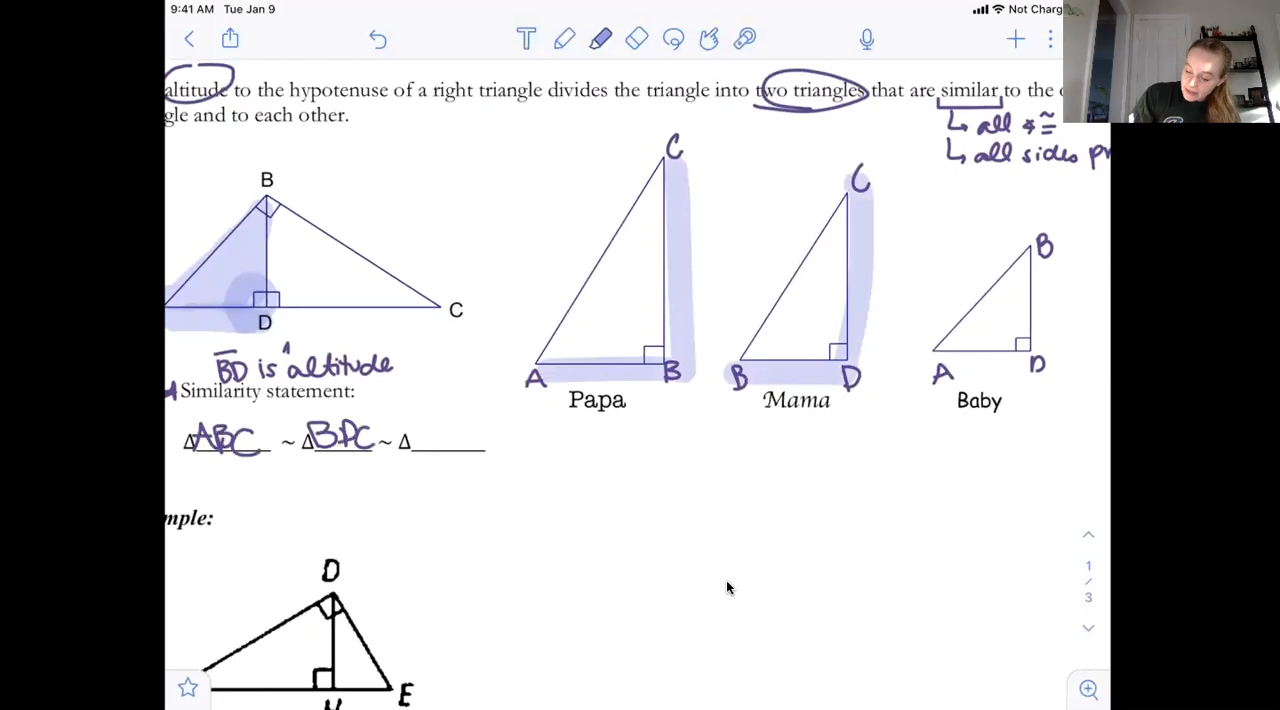 9:41 AM Tue Jan 9
Not Charg
altitude to the hypotenuse of a right triangle divides the triangle into two triangles that are similar to the o
gle and to each other.
↳ all ∡ ≅
↳ all sides pr
B
D
C
BD is ^ altitude
C
A
B
Papa
C
B
D
Mama
B
A
D
Baby
Similarity statement:
ΔABC ~ ΔBDC ~ Δ______
mple:
D
E
1
/
3